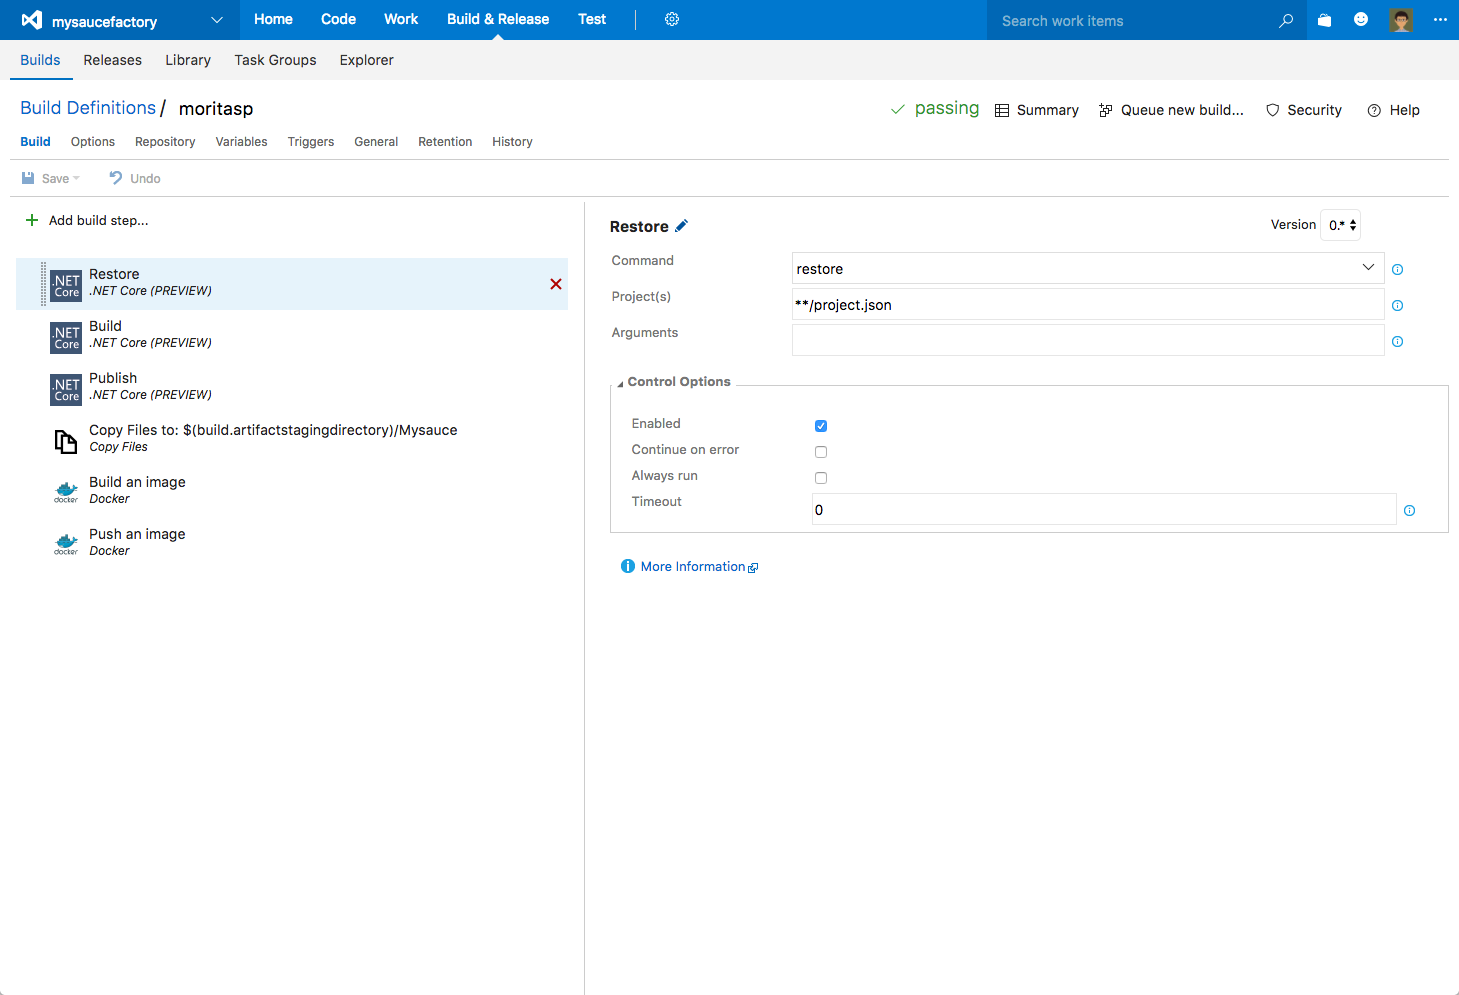 mysaucefactory Home Code Work Build & Release Test Search work items
Builds Releases Library Task Groups Explorer
Build Definitions / moritasp passing Summary Queue new build... Security Help
Build Options Repository Variables Triggers General Retention History
Save Undo
Add build step...
.NET Core Restore
.NET Core (PREVIEW)
.NET Core Build
.NET Core (PREVIEW)
.NET Core Publish
.NET Core (PREVIEW)
Copy Files to: $(build.artifactstagingdirectory)/Mysauce
Copy Files
Build an image
docker Docker
Push an image
docker Docker
Restore Version 0.*
Command restore
Project(s) **/project.json
Arguments
Control Options
Enabled
Continue on error
Always run
Timeout 0
More Information